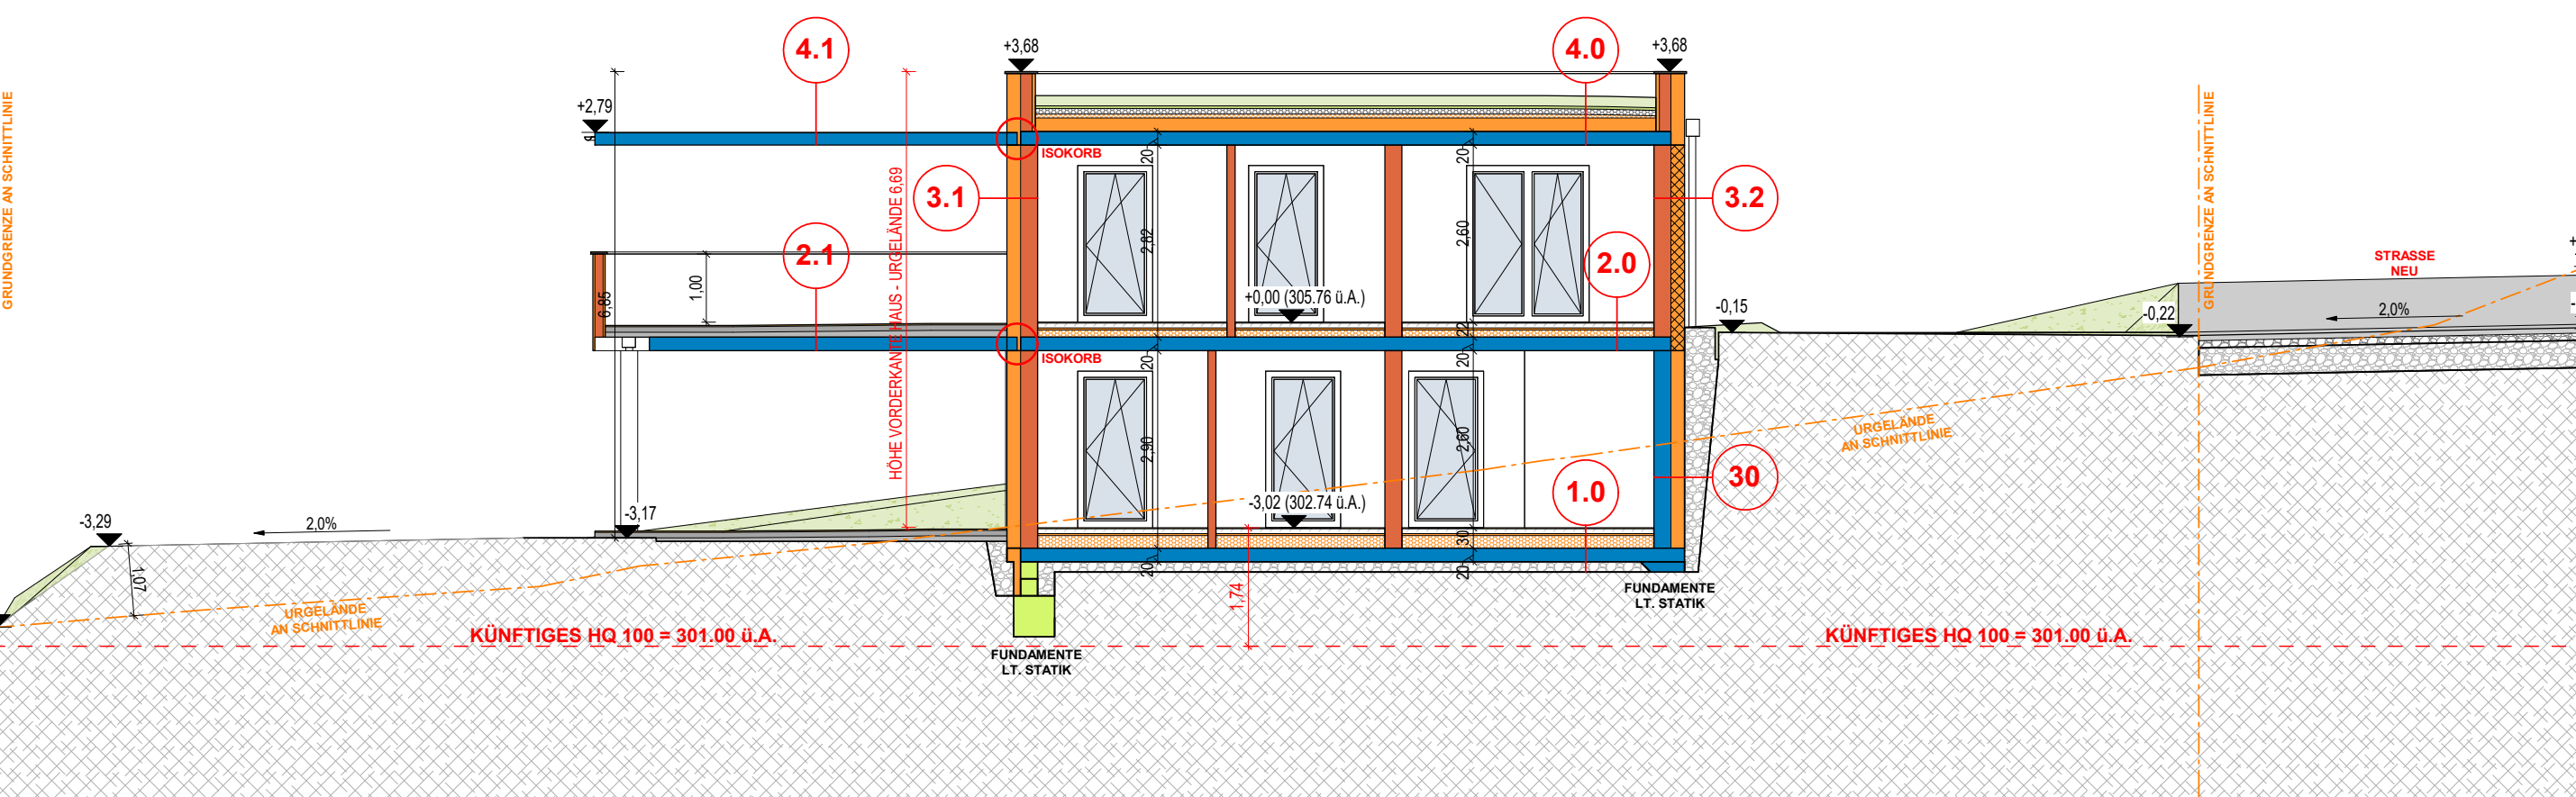 4.1
4.0
+3,68
+3,68
+2,79
GRUNDGRENZE AN SCHNITTLINIE
GRUNDGRENZE AN SCHNITTLINIE
ISOKORB
20
20
HÖHE VORDERKANTE HAUS - URGELÄNDE 6,69
3.1
3.2
2,82
2,60
2.1
2.0
1,00
6,85
+0,00 (305.76 ü.A.)
-0,15
-0,22
STRASSE
NEU
2,0%
22
ISOKORB
20
20
URGELÄNDE
AN SCHNITTLINIE
2,90
2,60
1.0
30
-3,02 (302.74 ü.A.)
-3,29
2,0%
-3,17
30
20
20
1,07
1,74
FUNDAMENTE
LT. STATIK
URGELÄNDE
AN SCHNITTLINIE
KÜNFTIGES HQ 100 = 301.00 ü.A.
KÜNFTIGES HQ 100 = 301.00 ü.A.
FUNDAMENTE
LT. STATIK